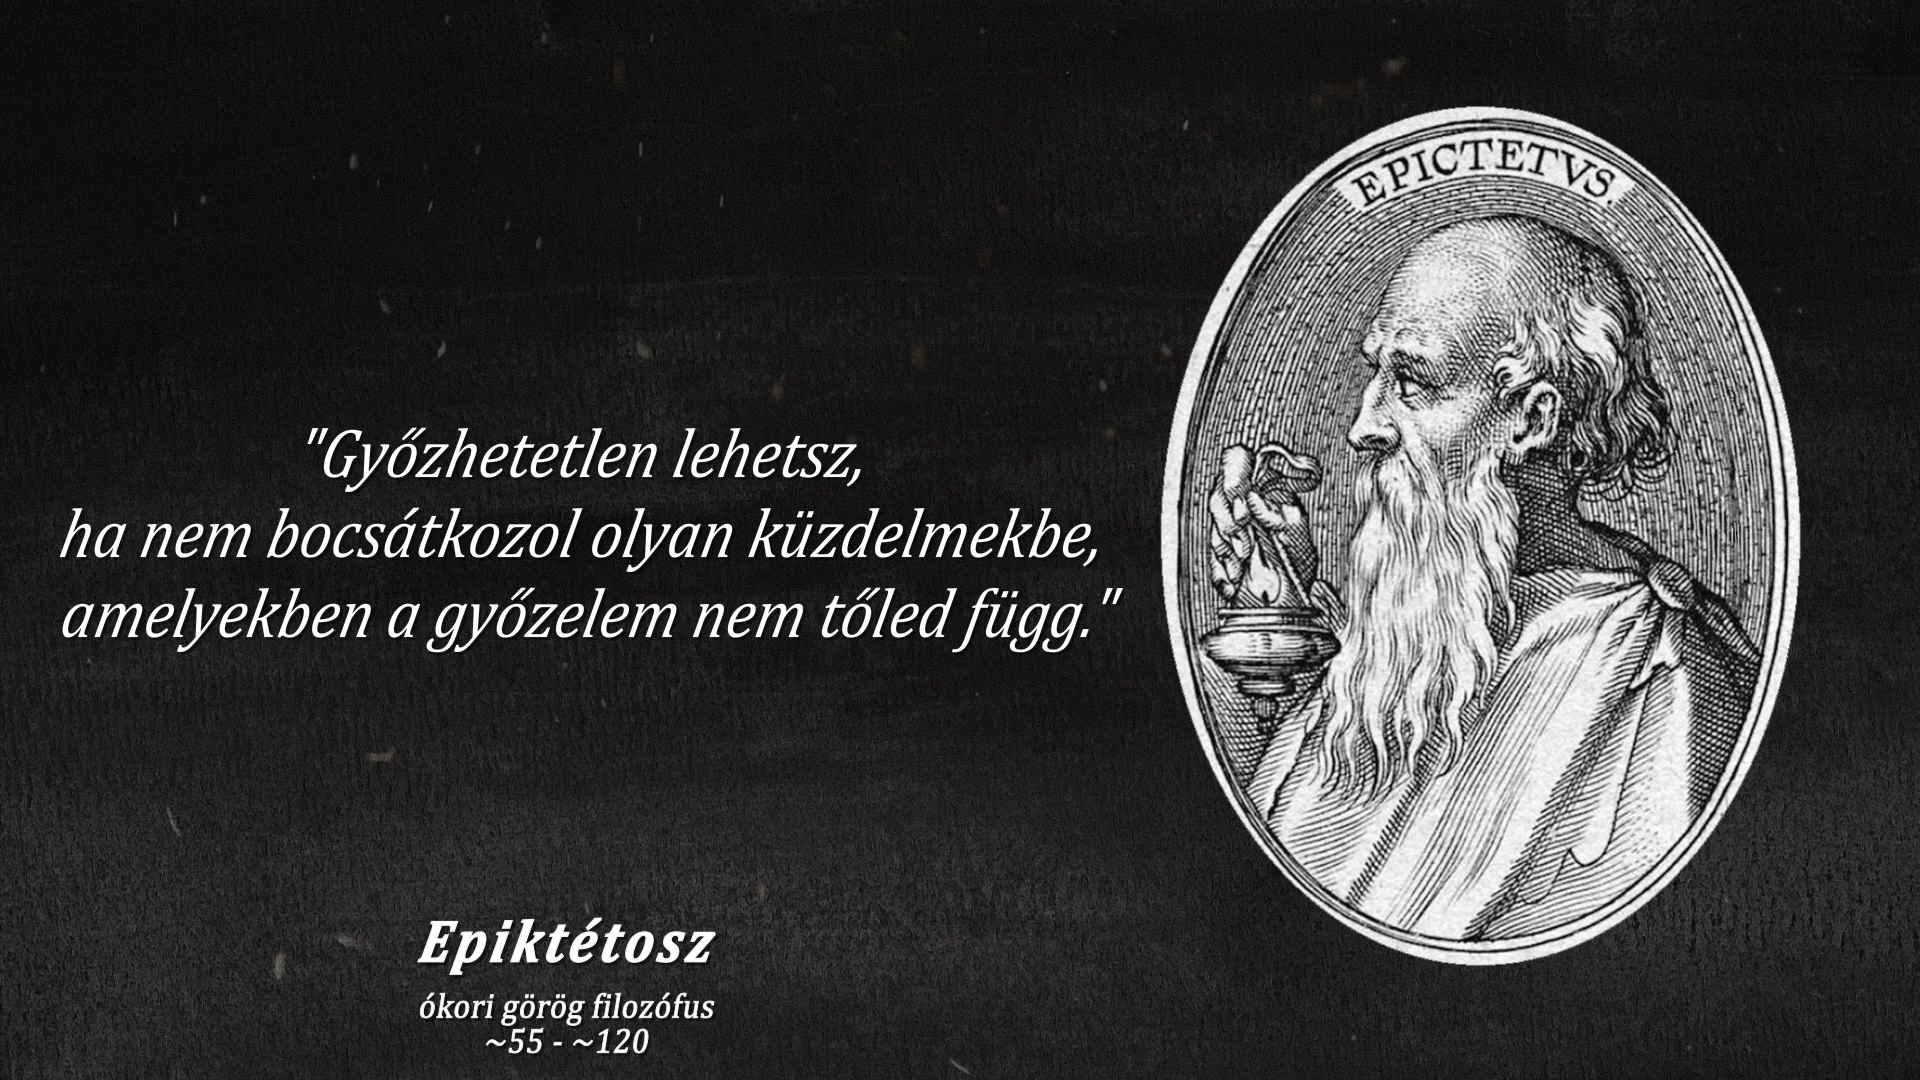 "Győzhetetlen lehetsz,
ha nem bocsátkozol olyan küzdelmekbe,
amelyekben a győzelem nem tőled függ."
Epiktétosz
ókori görög filozófus
~55 - ~120
EPICTETVS.